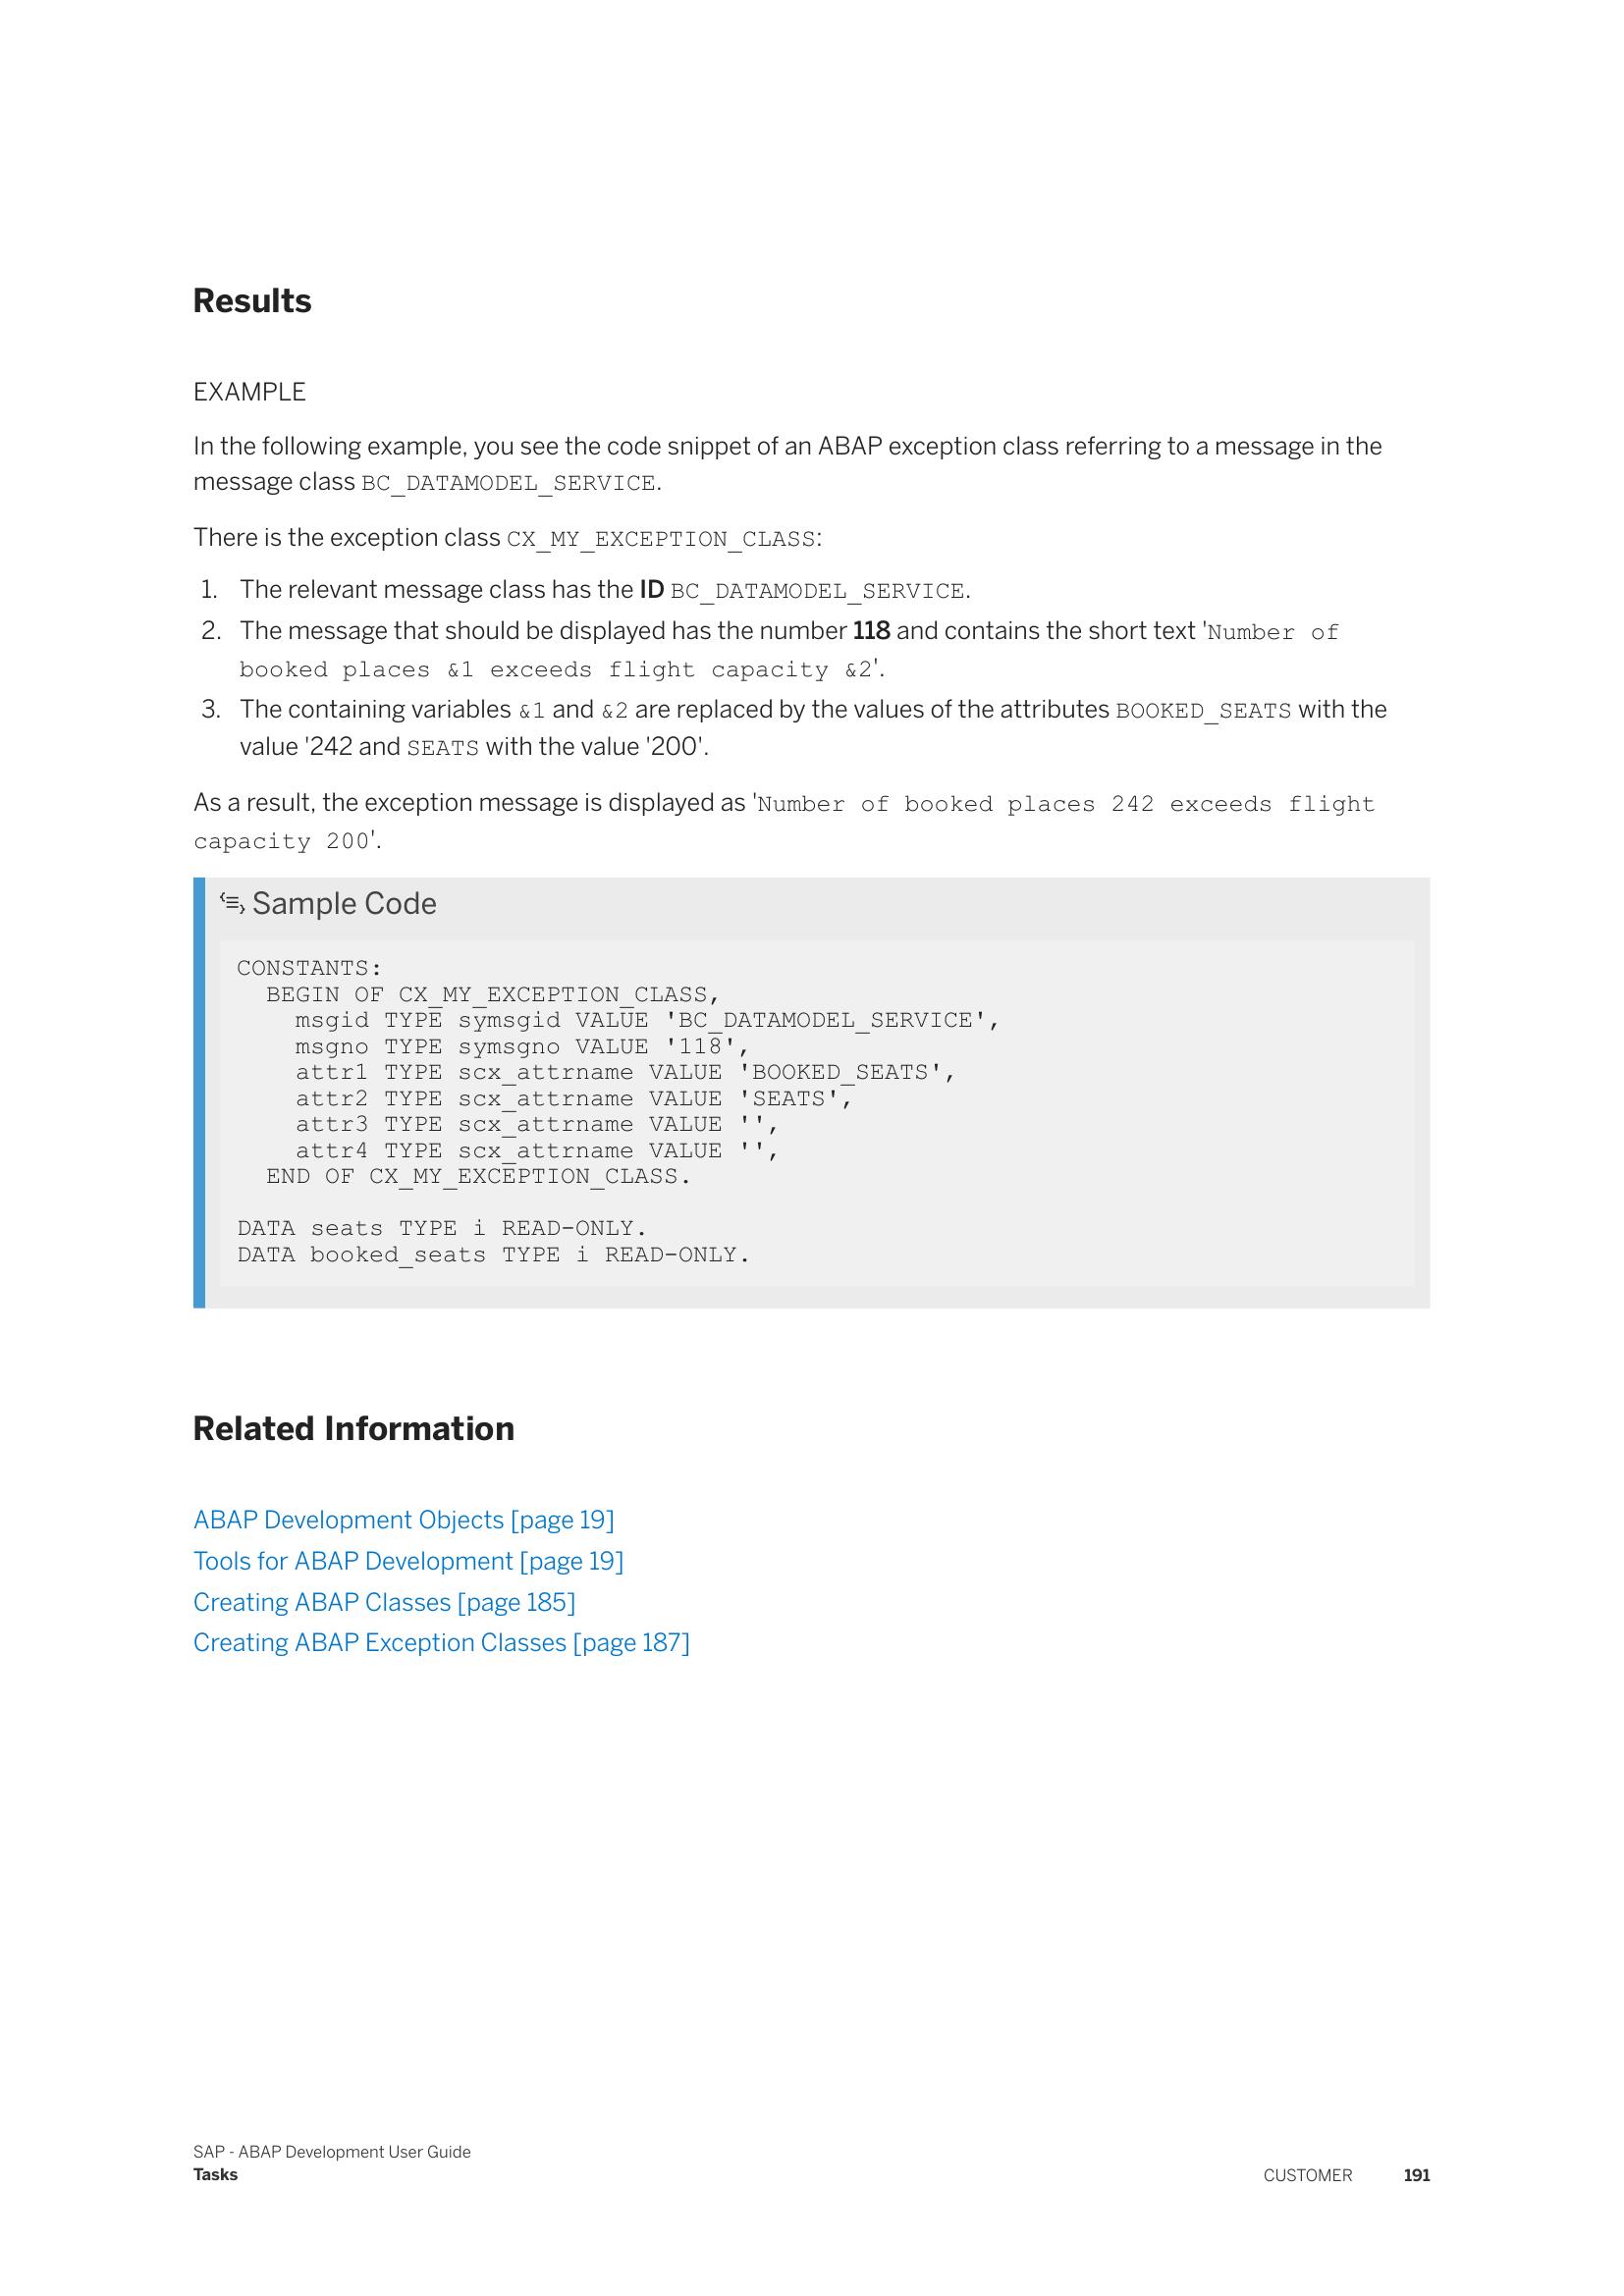 Results
EXAMPLE
In the following example, you see the code snippet of an ABAP exception class referring to a message in the
message class BC_DATAMODEL_SERVICE.
There is the exception class CX_MY_EXCEPTION_CLASS:
1. The relevant message class has the ID BC_DATAMODEL_SERVICE.
2. The message that should be displayed has the number 118 and contains the short text 'Number of
booked places &1 exceeds flight capacity &2'.
3. The containing variables &1 and &2 are replaced by the values of the attributes BOOKED_SEATS with the
value '242 and SEATS with the value '200'.
As a result, the exception message is displayed as 'Number of booked places 242 exceeds flight
capacity 200'.
Sample Code
CONSTANTS:
  BEGIN OF CX_MY_EXCEPTION_CLASS,
    msgid TYPE symsgid VALUE 'BC_DATAMODEL_SERVICE',
    msgno TYPE symsgno VALUE '118',
    attr1 TYPE scx_attrname VALUE 'BOOKED_SEATS',
    attr2 TYPE scx_attrname VALUE 'SEATS',
    attr3 TYPE scx_attrname VALUE '',
    attr4 TYPE scx_attrname VALUE '',
  END OF CX_MY_EXCEPTION_CLASS.
DATA seats TYPE i READ-ONLY.
DATA booked_seats TYPE i READ-ONLY.
Related Information
ABAP Development Objects [page 19]
Tools for ABAP Development [page 19]
Creating ABAP Classes [page 185]
Creating ABAP Exception Classes [page 187]
SAP - ABAP Development User Guide
Tasks
CUSTOMER 191